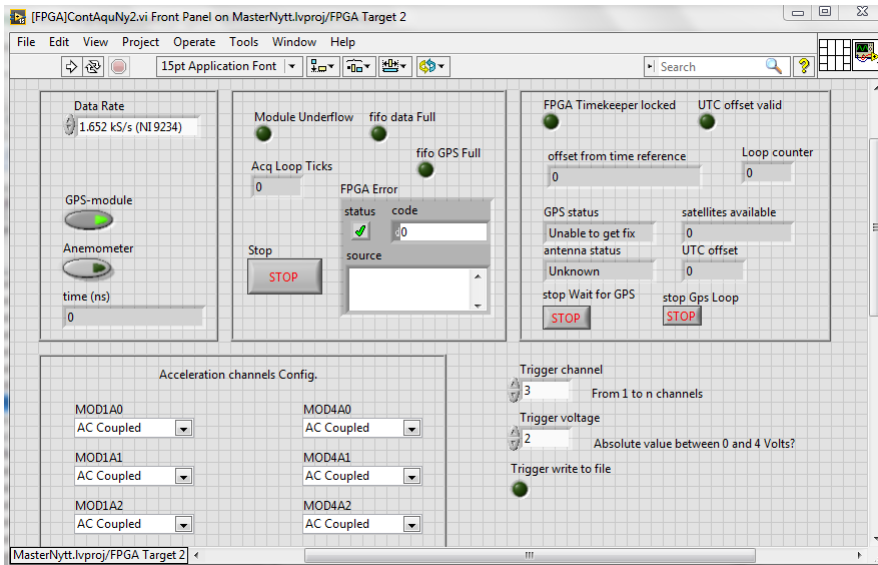 [FPGA]ContAquNy2.vi Front Panel on MasterNytt.lvproj/FPGA Target 2
File Edit View Project Operate Tools Window Help
15pt Application Font
Search
Data Rate
1.652 kS/s (NI 9234)
GPS-module
Anemometer
time (ns)
0
Module Underflow
fifo data Full
fifo GPS Full
Acq Loop Ticks
0
FPGA Error
status code
0
source
Stop
STOP
FPGA Timekeeper locked
UTC offset valid
offset from time reference
0
Loop counter
0
GPS status
Unable to get fix
satellites available
0
antenna status
Unknown
UTC offset
0
stop Wait for GPS
STOP
stop Gps Loop
STOP
Acceleration channels Config.
MOD1A0
AC Coupled
MOD4A0
AC Coupled
MOD1A1
AC Coupled
MOD4A1
AC Coupled
MOD1A2
AC Coupled
MOD4A2
AC Coupled
Trigger channel
3
From 1 to n channels
Trigger voltage
2
Absolute value between 0 and 4 Volts?
Trigger write to file
MasterNytt.lvproj/FPGA Target 2